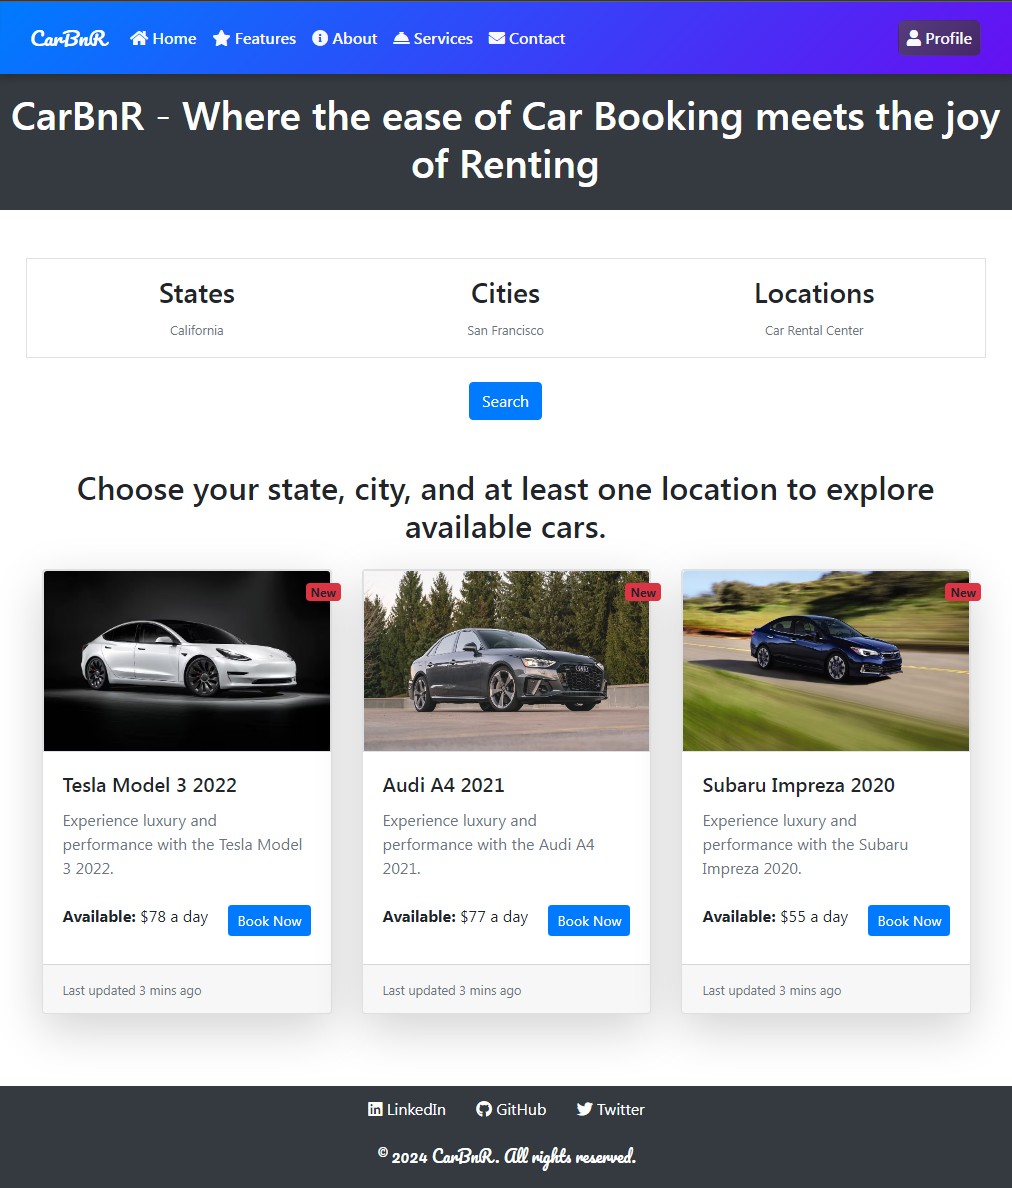 CarBnR Home Features About Services Contact Profile
CarBnR - Where the ease of Car Booking meets the joy
of Renting
States Cities Locations
California San Francisco Car Rental Center
Search
Choose your state, city, and at least one location to explore
available cars.
New
New
New
Tesla Model 3 2022
Experience luxury and
performance with the Tesla Model
3 2022.
Available: $78 a day Book Now
Last updated 3 mins ago
Audi A4 2021
Experience luxury and
performance with the Audi A4
2021.
Available: $77 a day Book Now
Last updated 3 mins ago
Subaru Impreza 2020
Experience luxury and
performance with the Subaru
Impreza 2020.
Available: $55 a day Book Now
Last updated 3 mins ago
LinkedIn GitHub Twitter
© 2024 CarBnR. All rights reserved.